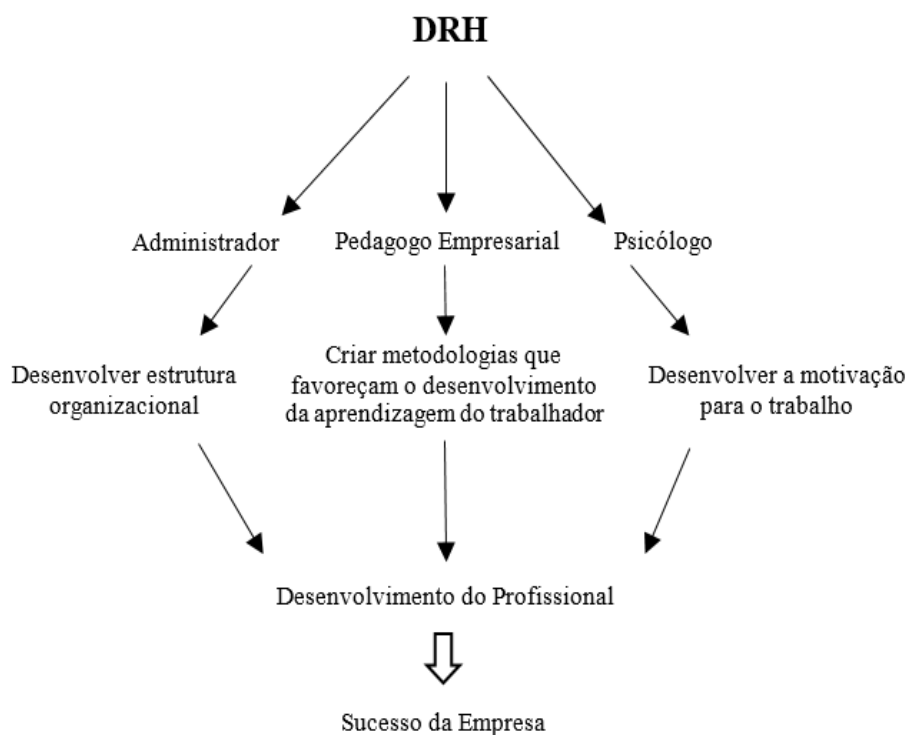 DRH
Administrador
Pedagogo Empresarial
Psicólogo
Desenvolver estrutura
organizacional
Criar metodologias que
favoreçam o desenvolvimento
da aprendizagem do trabalhador
Desenvolver a motivação
para o trabalho
Desenvolvimento do Profissional
Sucesso da Empresa